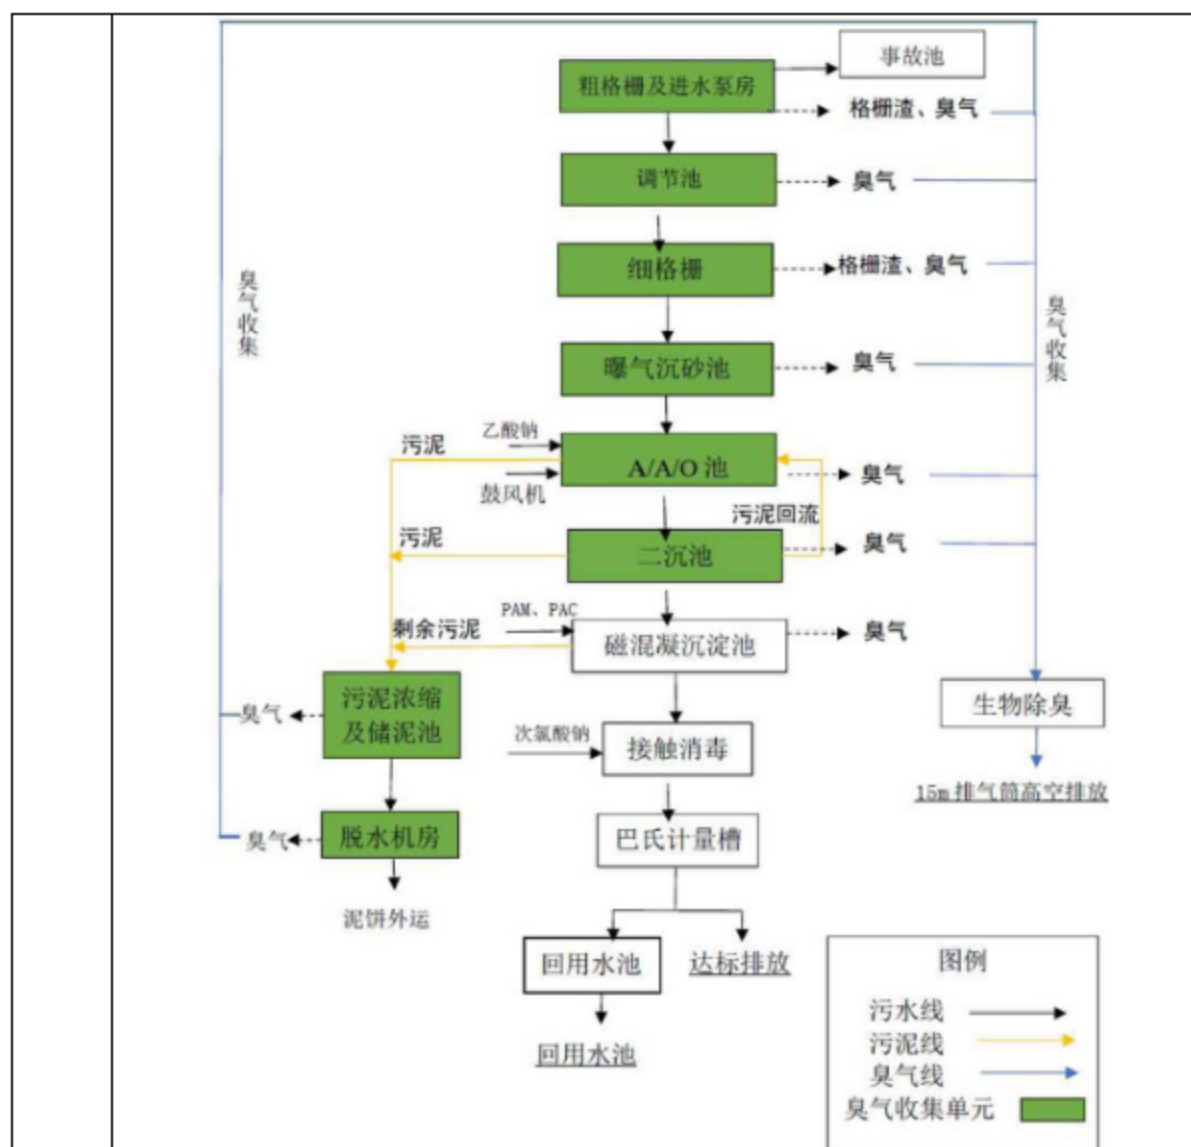 事故池
粗格栅及进水泵房
格栅渣、臭气
调节池
臭气
细格栅
格栅渣、臭气
臭气收集
臭气收集
曝气沉砂池
臭气
乙酸钠
污泥
A/A/O 池
臭气
鼓风机
污泥回流
污泥
二沉池
臭气
PAM、PAC
剩余污泥
磁混凝沉淀池
臭气
污泥浓缩
及储泥池
臭气
次氯酸钠
接触消毒
生物除臭
15m 排气筒高空排放
脱水机房
臭气
巴氏计量槽
泥饼外运
回用水池
达标排放
回用水池
图例
污水线
污泥线
臭气线
臭气收集单元